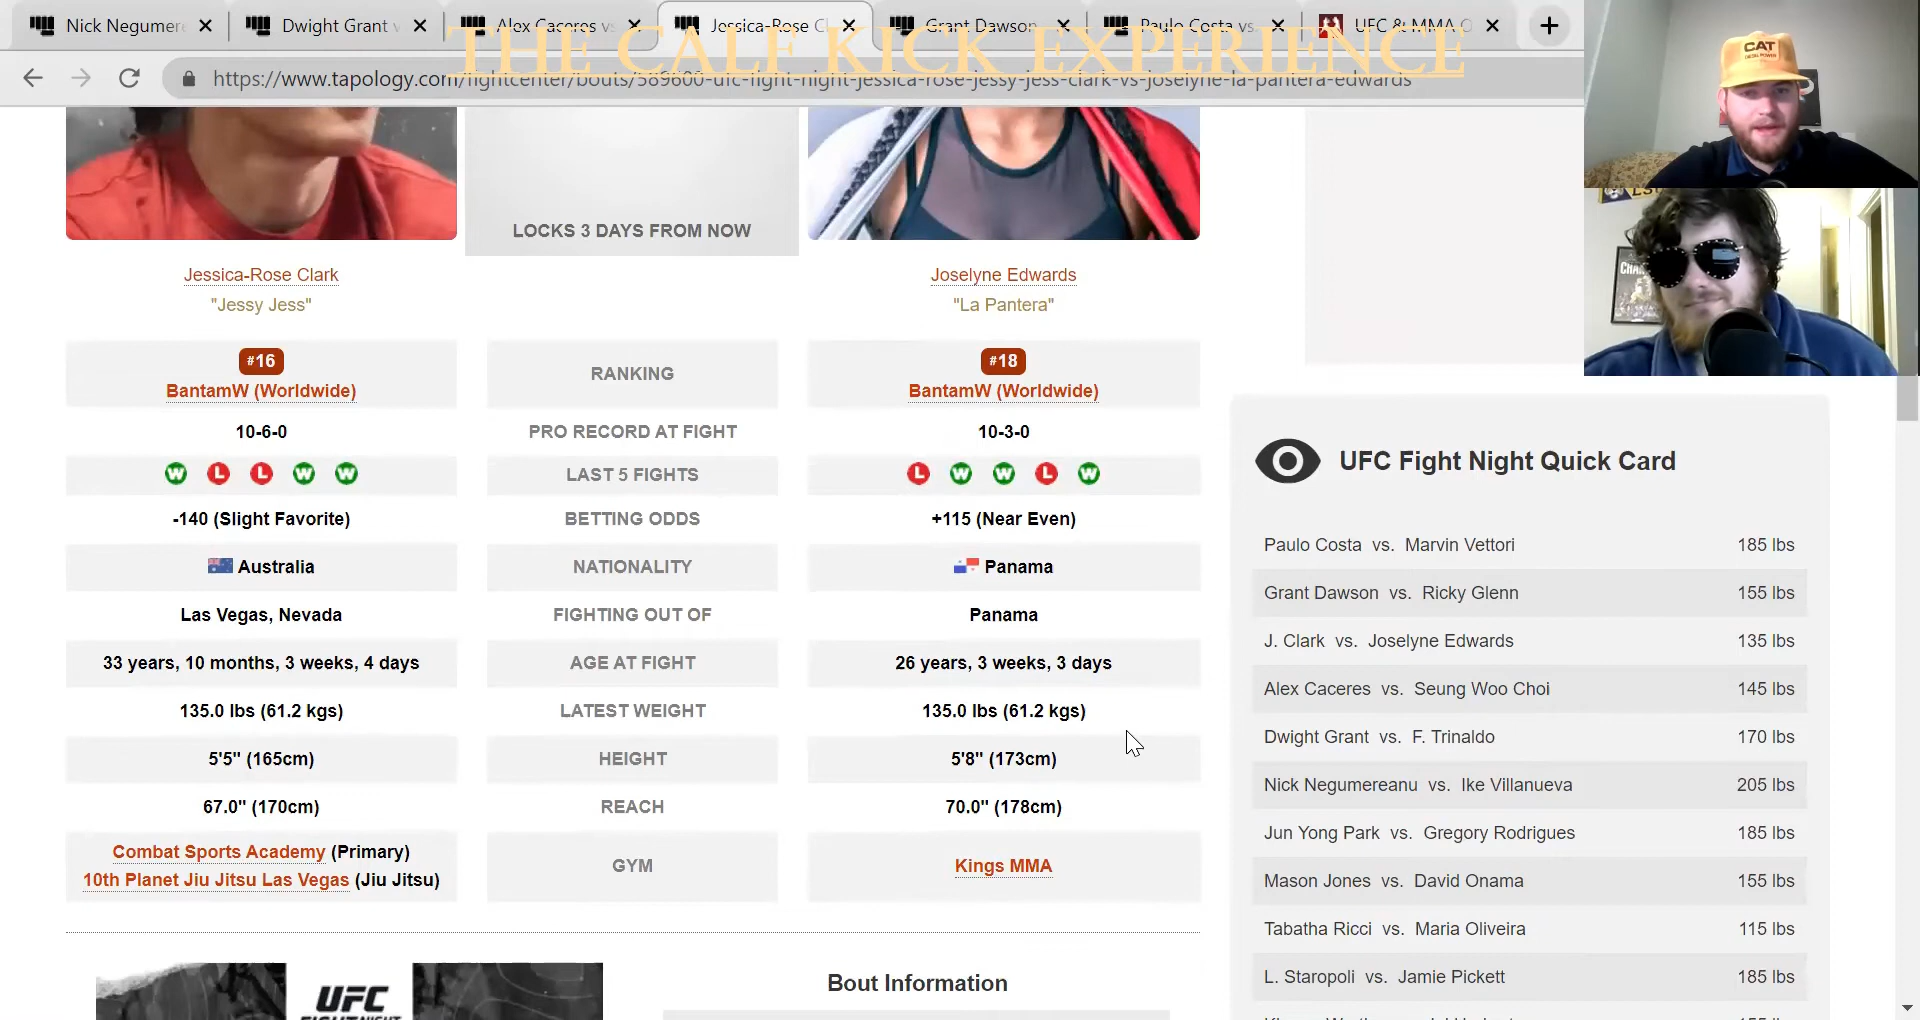 Nick Negumere
Dwight Grant v
Alex Caceres vs
Jessica-Rose Cl
Grant Dawson
Paulo Costa vs.
UFC & MMA O
THE CALF KICK EXPERIENCE
https://www.tapology.com/fightcenter/bouts/589600-ufc-fight-night-jessica-rose-jessy-jess-clark-vs-joselyne-la-pantera-edwards
CAT
LOCKS 3 DAYS FROM NOW
Jessica-Rose Clark
Joselyne Edwards
"Jessy Jess"
"La Pantera"
#16
BantamW (Worldwide)
RANKING
#18
BantamW (Worldwide)
10-6-0
PRO RECORD AT FIGHT
10-3-0
W L L W W
LAST 5 FIGHTS
L W W L W
-140 (Slight Favorite)
BETTING ODDS
+115 (Near Even)
Australia
NATIONALITY
Panama
Las Vegas, Nevada
FIGHTING OUT OF
Panama
33 years, 10 months, 3 weeks, 4 days
AGE AT FIGHT
26 years, 3 weeks, 3 days
135.0 lbs (61.2 kgs)
LATEST WEIGHT
135.0 lbs (61.2 kgs)
5'5" (165cm)
HEIGHT
5'8" (173cm)
67.0" (170cm)
REACH
70.0" (178cm)
Combat Sports Academy (Primary)
10th Planet Jiu Jitsu Las Vegas (Jiu Jitsu)
GYM
Kings MMA
UFC
FIGHT NIGHT
Bout Information
UFC Fight Night Quick Card
Paulo Costa vs. Marvin Vettori 185 lbs
Grant Dawson vs. Ricky Glenn 155 lbs
J. Clark vs. Joselyne Edwards 135 lbs
Alex Caceres vs. Seung Woo Choi 145 lbs
Dwight Grant vs. F. Trinaldo 170 lbs
Nick Negumereanu vs. Ike Villanueva 205 lbs
Jun Yong Park vs. Gregory Rodrigues 185 lbs
Mason Jones vs. David Onama 155 lbs
Tabatha Ricci vs. Maria Oliveira 115 lbs
L. Staropoli vs. Jamie Pickett 185 lbs